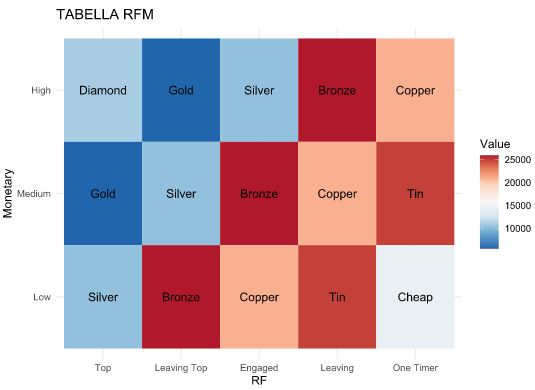 TABELLA RFM
Monetary
High
Diamond Gold Silver Bronze Copper
Medium
Gold Silver Bronze Copper Tin
Low
Silver Bronze Copper Tin Cheap
Top Leaving Top Engaged Leaving One Timer
RF
Value
25000
20000
15000
10000